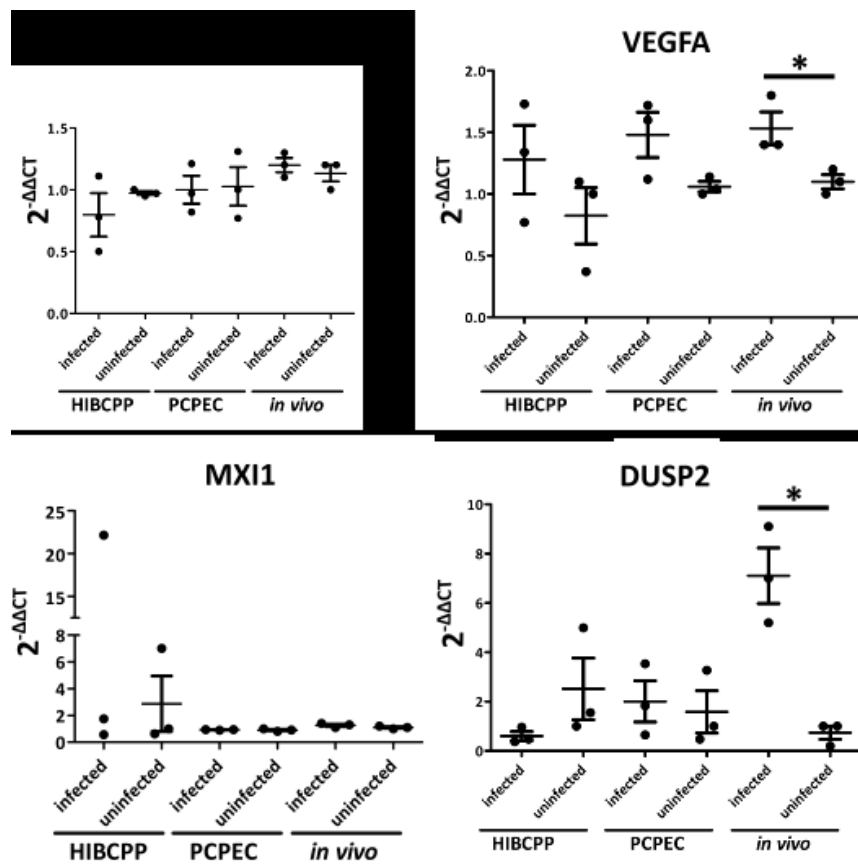 2-ΔΔCT
1.5
1.0
0.5
0.0
infected
uninfected
infected
uninfected
infected
uninfected
HIBCPP
PCPEC
in vivo
VEGFA
2-ΔΔCT
2.0
1.5
1.0
0.5
0.0
*
infected
uninfected
infected
uninfected
infected
uninfected
HIBCPP
PCPEC
in vivo
MXI1
2-ΔΔCT
25
20
15
8
6
4
2
0
infected
uninfected
infected
uninfected
infected
uninfected
HIBCPP
PCPEC
in vivo
DUSP2
2-ΔΔCT
10
8
6
4
2
0
*
infected
uninfected
infected
uninfected
infected
uninfected
HIBCPP
PCPEC
in vivo